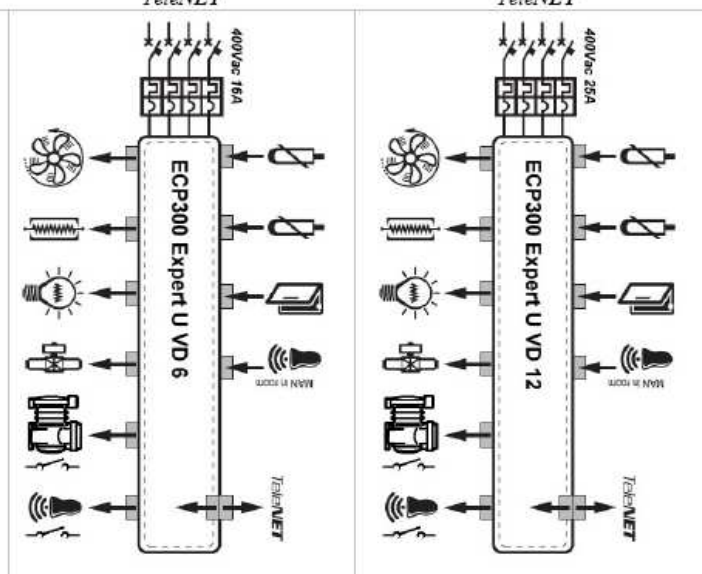 TeleNET
TeleNET
400Vac 16A
ECP300 Expert U VD 6
MAN in room
TeleNET
400Vac 25A
ECP300 Expert U VD 12
MAN in room
TeleNET